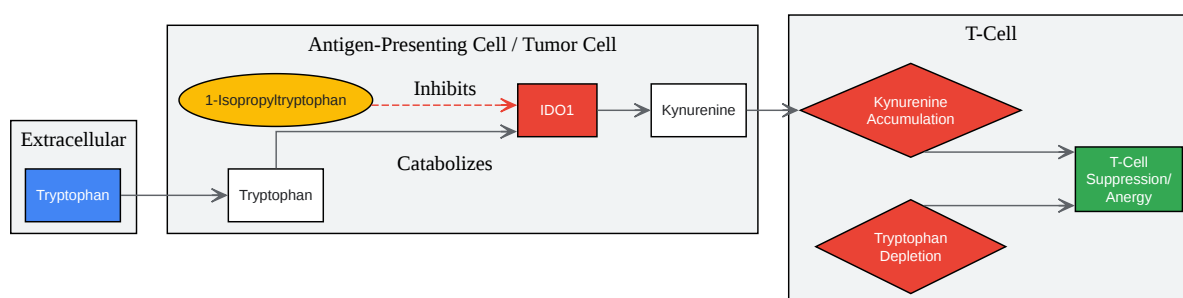 Extracellular
Tryptophan
Antigen-Presenting Cell / Tumor Cell
1-Isopropyltryptophan
Inhibits
IDO1
Kynurenine
Catabolizes
Tryptophan
T-Cell
Kynurenine
Accumulation
T-Cell
Suppression/
Anergy
Tryptophan
Depletion